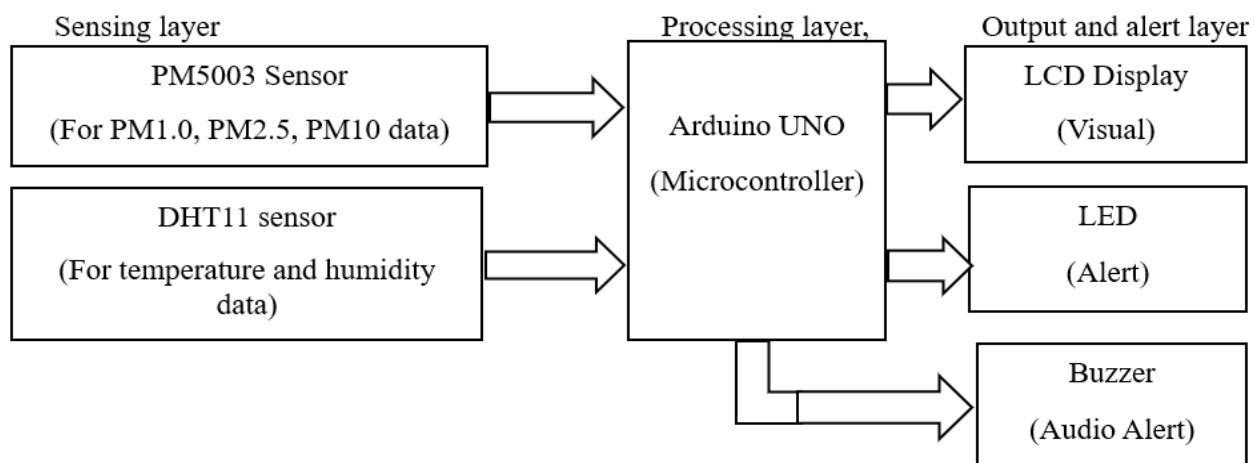 Sensing layer
PM5003 Sensor
(For PM1.0, PM2.5, PM10 data)
DHT11 sensor
(For temperature and humidity
data)
Processing layer,
Arduino UNO
(Microcontroller)
Output and alert layer
LCD Display
(Visual)
LED
(Alert)
Buzzer
(Audio Alert)